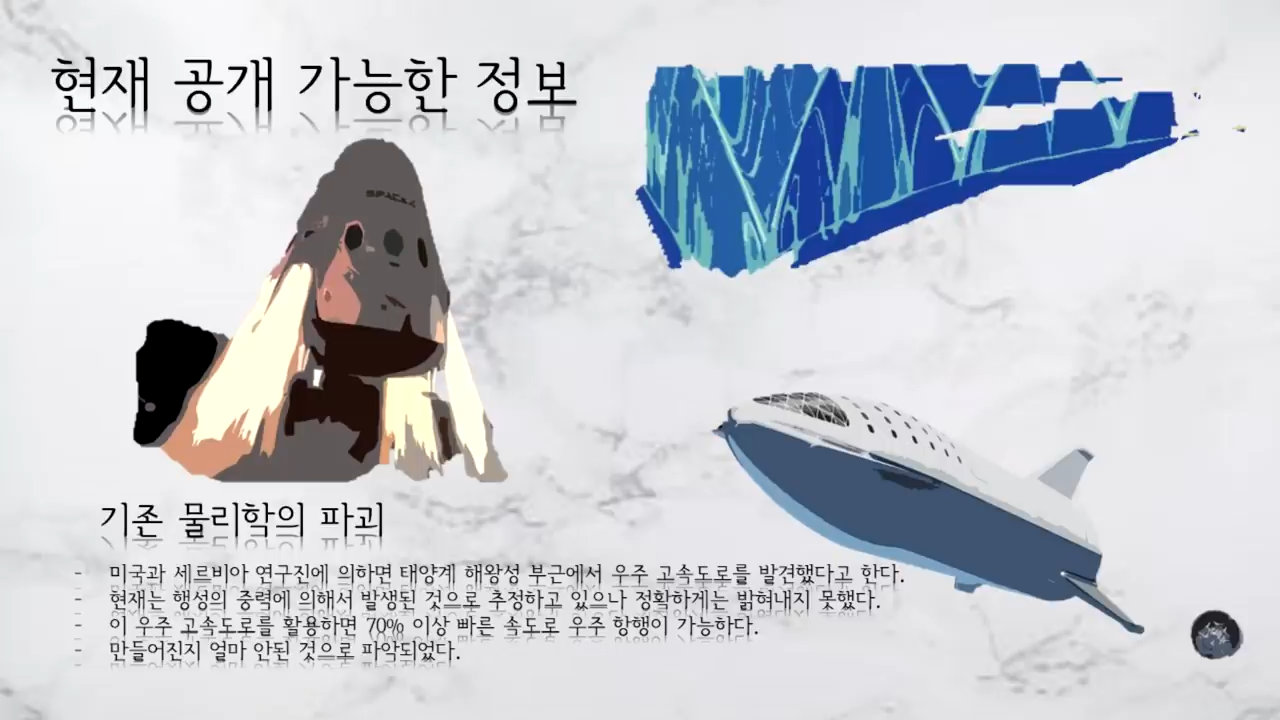 현재 공개 가능한 정보
기존 물리학의 파괴
- 미국과 세르비아 연구진에 의하면 태양계 해왕성 부근에서 우주 고속도로를 발견했다고 한다.
- 현재는 행성의 중력에 의해서 발생된 것으로 추정하고 있으나 정확하게는 밝혀내지 못했다.
- 이 우주 고속도로를 활용하면 70% 이상 빠른 속도로 우주 항행이 가능하다.
- 만들어진지 얼마 안된 것으로 파악되었다.